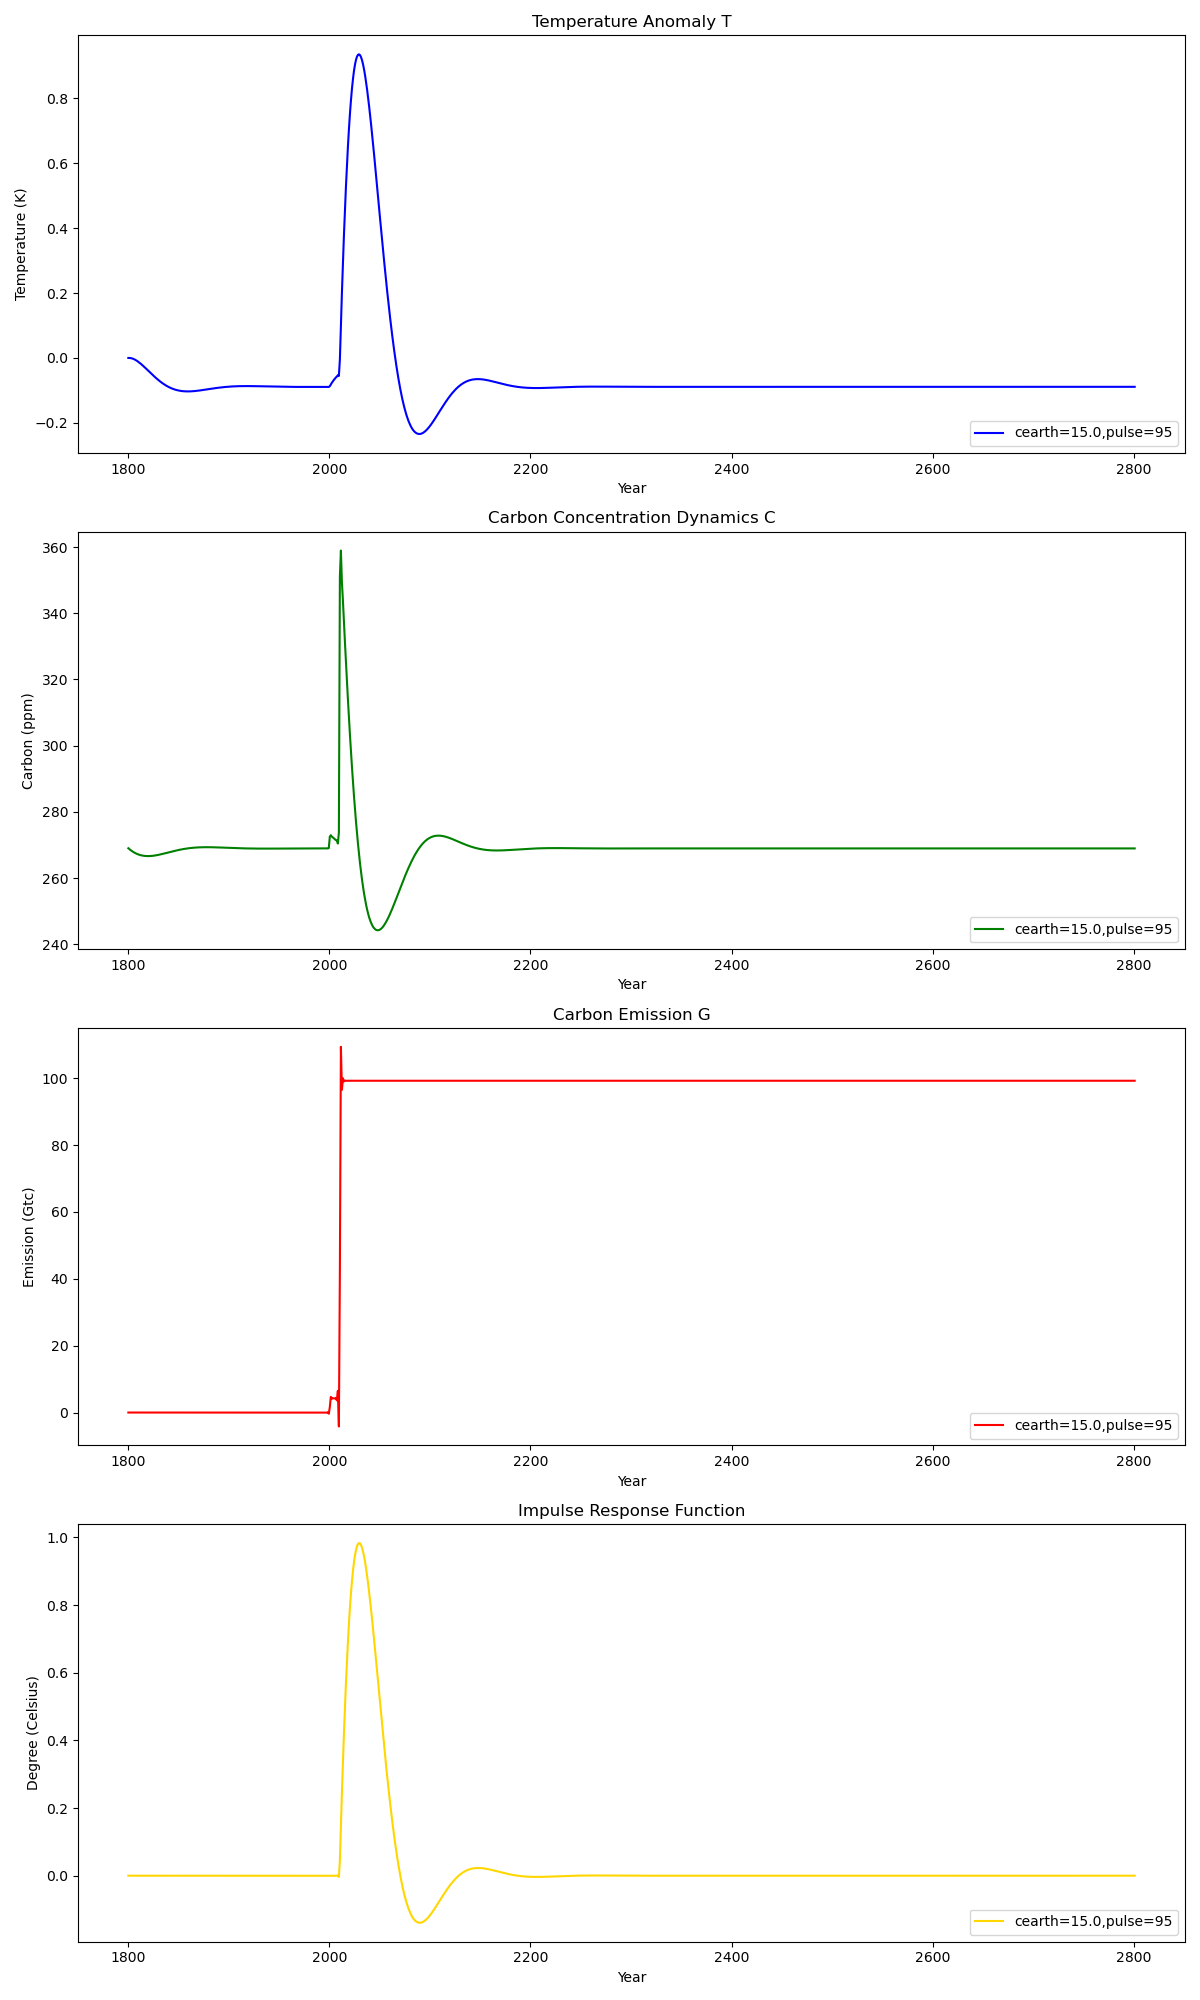 Temperature Anomaly T
0.8
0.6
0.4
0.2
0.0
−0.2
Temperature (K)
cearth=15.0,pulse=95
1800 2000 2200 2400 2600 2800
Year
Carbon Concentration Dynamics C
360
340
320
300
280
260
240
Carbon (ppm)
cearth=15.0,pulse=95
1800 2000 2200 2400 2600 2800
Year
Carbon Emission G
100
80
60
40
20
0
Emission (Gtc)
cearth=15.0,pulse=95
1800 2000 2200 2400 2600 2800
Year
Impulse Response Function
1.0
0.8
0.6
0.4
0.2
0.0
Degree (Celsius)
cearth=15.0,pulse=95
1800 2000 2200 2400 2600 2800
Year